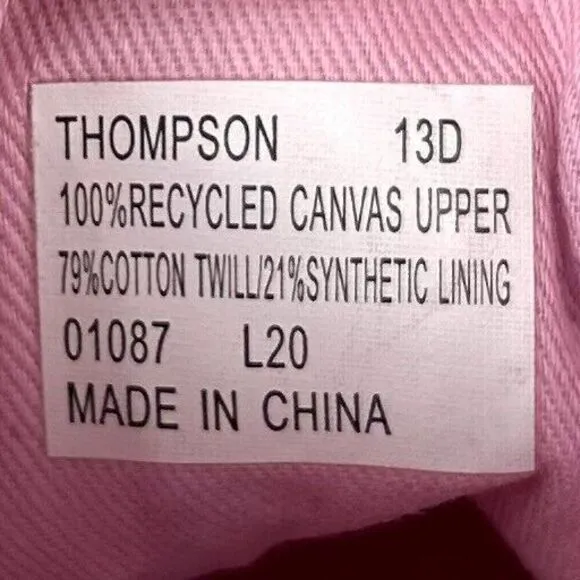 THOMPSON 13D
100%RECYCLED CANVAS UPPER
79%COTTON TWILL/21%SYNTHETIC LINING
01087 L20
MADE IN CHINA